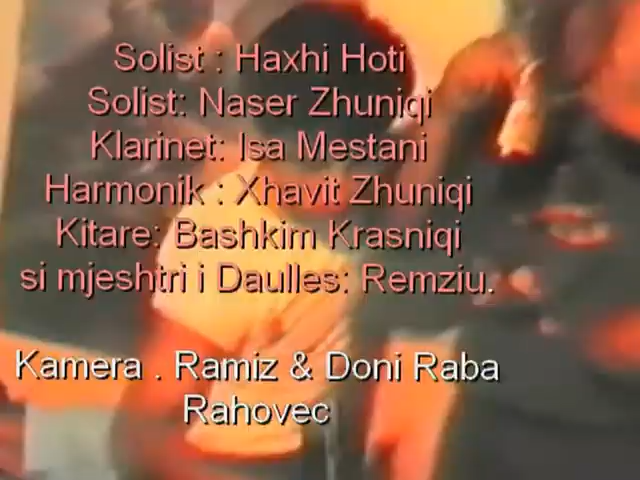 Solist : Haxhi Hoti
Solist: Naser Zhuniqi
Klarinet: Isa Mestani
Harmonik : Xhavit Zhuniqi
Kitare: Bashkim Krasniqi
si mjeshtri i Daulles: Remziu.
Kamera . Ramiz & Doni Raba
Rahovec